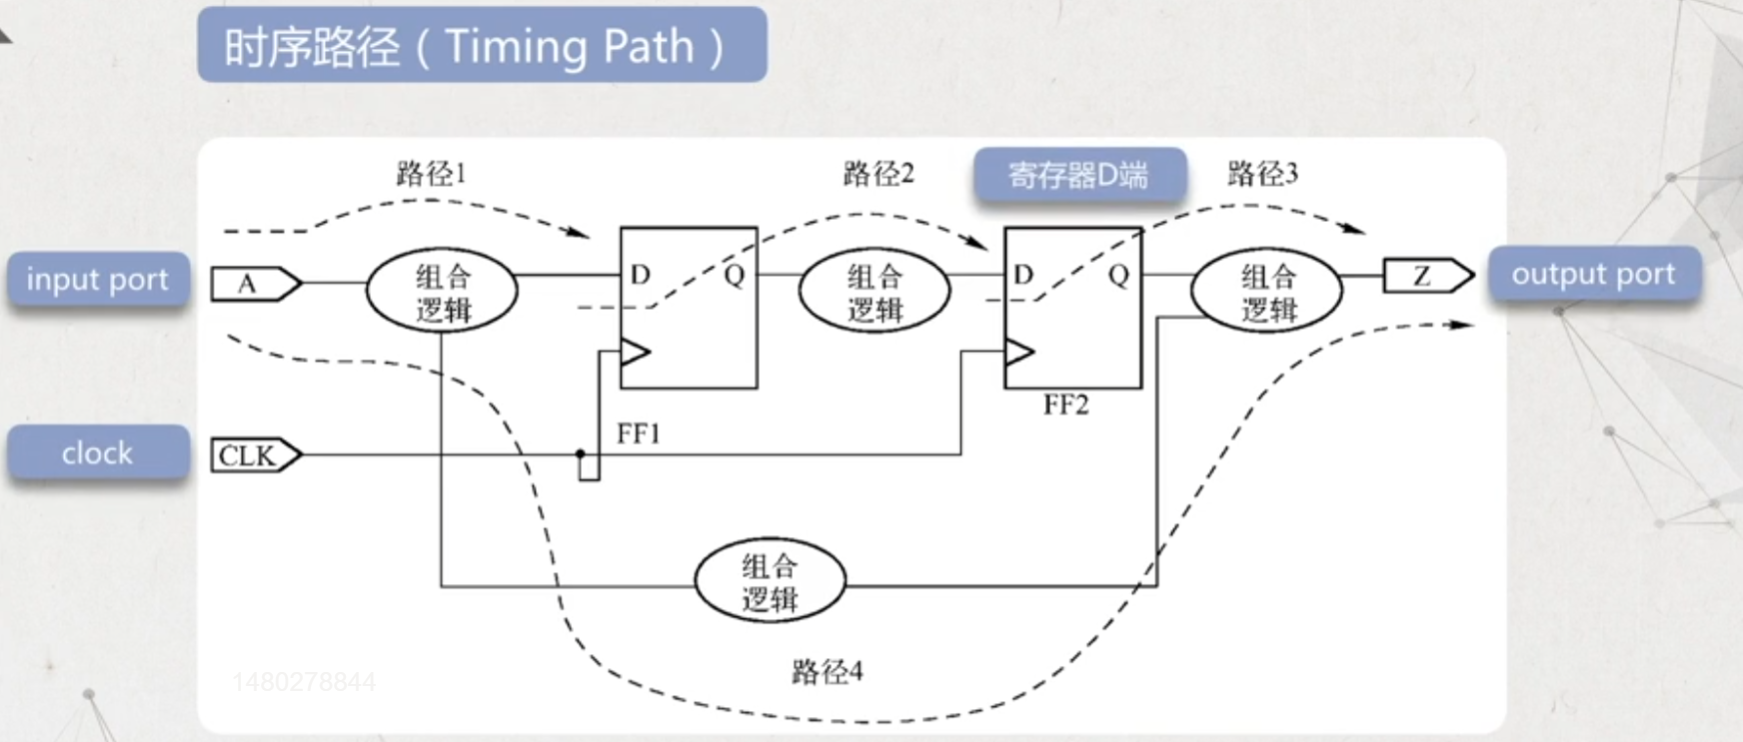 时序路径（Timing Path）
路径1
路径2
寄存器D端
路径3
input port
A
组合
逻辑
D
Q
组合
逻辑
D
Q
组合
逻辑
Z
output port
FF2
clock
CLK
FF1
组合
逻辑
路径4
1480278844